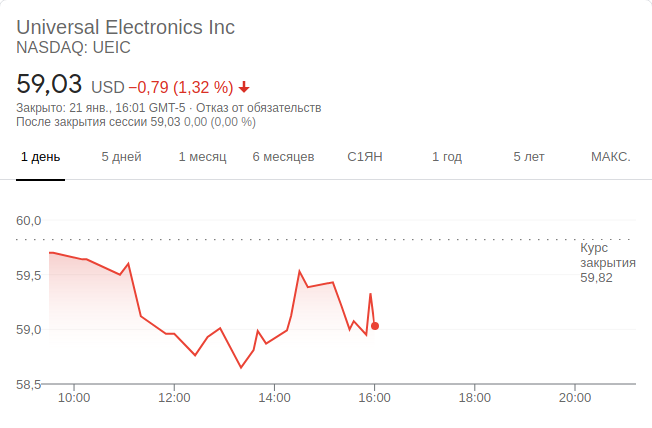 Universal Electronics Inc
NASDAQ: UEIC
59,03 USD −0,79 (1,32 %)
Закрыто: 21 янв., 16:01 GMT-5 · Отказ от обязательств
После закрытия сессии 59,03 0,00 (0,00 %)
1 день 5 дней 1 месяц 6 месяцев С1ЯН 1 год 5 лет МАКС.
60,0
Курс
закрытия
59,82
59,5
59,0
58,5
10:00 12:00 14:00 16:00 18:00 20:00